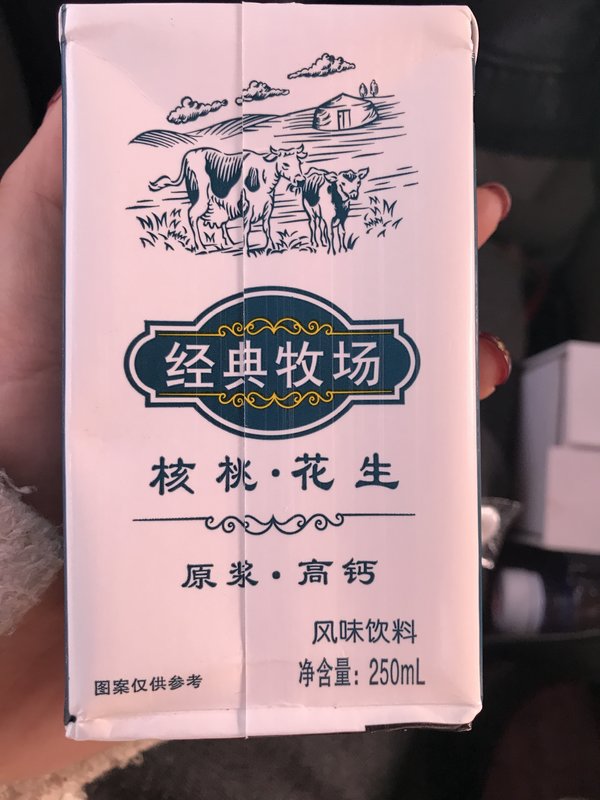 经典牧场
核桃·花生
原浆·高钙
风味饮料
净含量：250mL
图案仅供参考